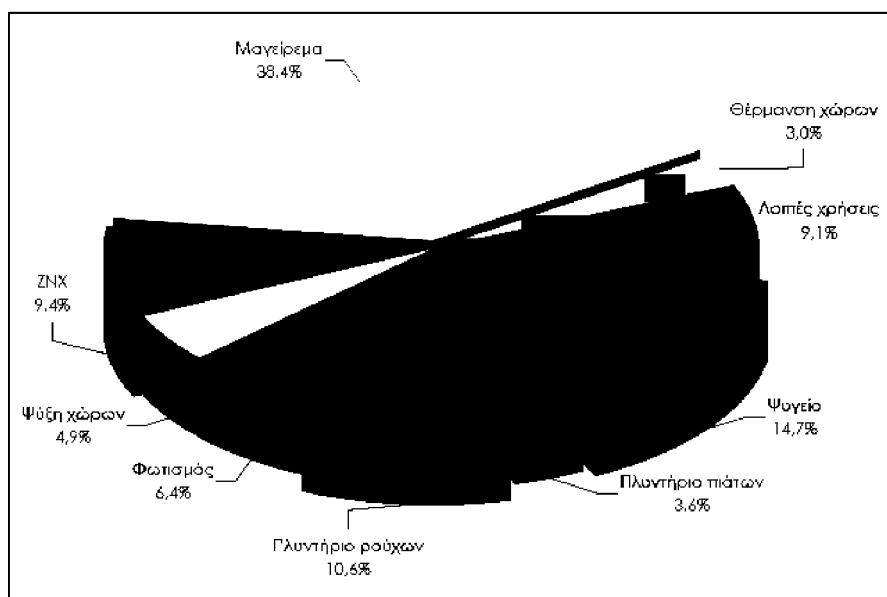 Μαγείρεμα
38,4%
Θέρμανση χώρων
3,0%
Λοιπές χρήσεις
9,1%
Ψυγείο
14,7%
Πλυντήριο πιάτων
3,6%
Πλυντήριο ρούχων
10,6%
Φωτισμός
6,4%
Ψύξη χώρων
4,9%
ΖΝΧ
9,4%